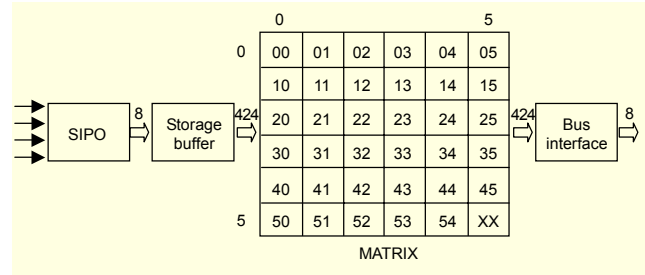 0 5
0 00 01 02 03 04 05
10 11 12 13 14 15
8 424 20 21 22 23 24 25 424 8
SIPO Storage buffer Bus interface
30 31 32 33 34 35
40 41 42 43 44 45
5 50 51 52 53 54 XX
MATRIX